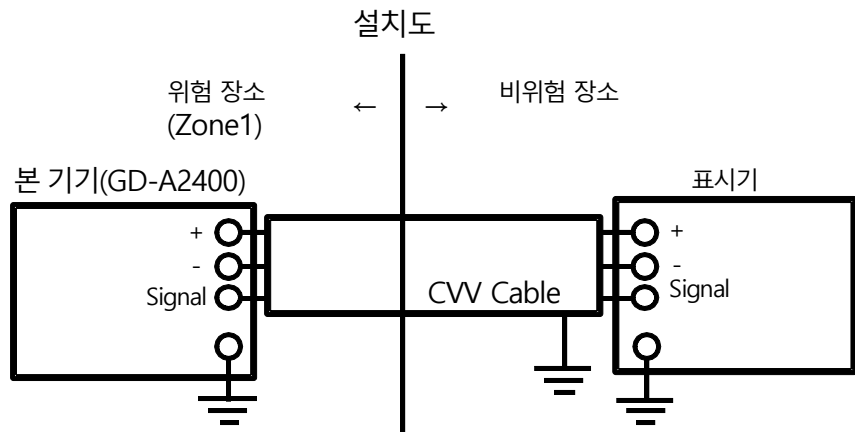 설치도
위험 장소
(Zone1)
← →
비위험 장소
본 기기(GD-A2400)
표시기
+
-
Signal
CVV Cable
+
-
Signal